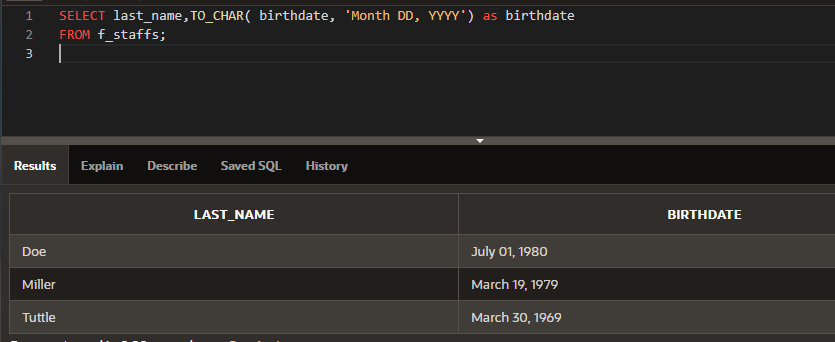 1 SELECT last_name,TO_CHAR( birthdate, 'Month DD, YYYY') as birthdate
2 FROM f_staffs;
3
Results Explain Describe Saved SQL History
LAST_NAME BIRTHDATE
Doe July 01, 1980
Miller March 19, 1979
Tuttle March 30, 1969